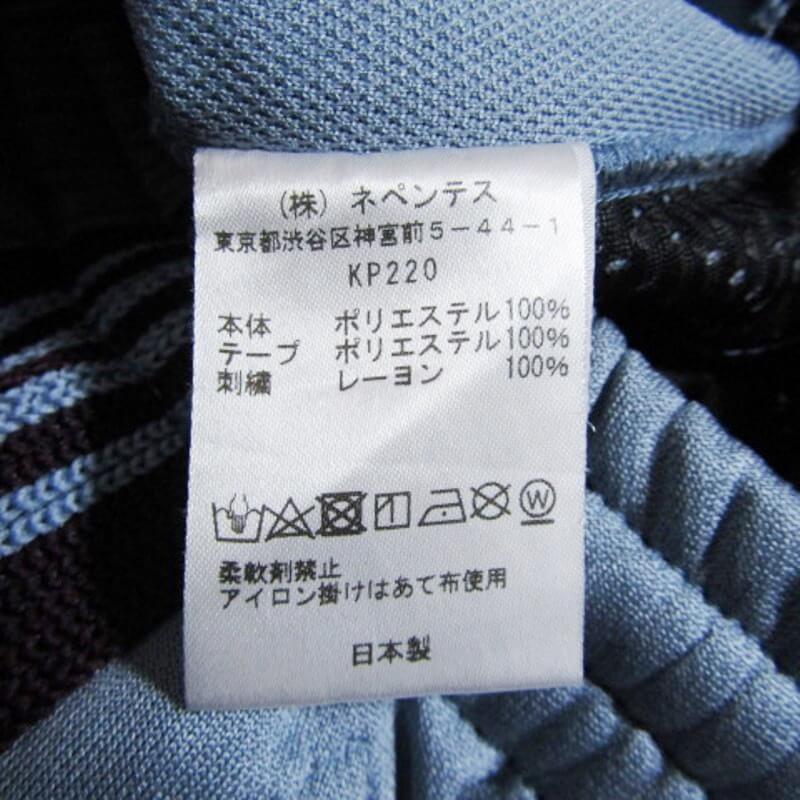 (株) ネペンテス
東京都渋谷区神宮前5-44-1
KP220
本体 ポリエステル100%
テープ ポリエステル100%
刺繍 レーヨン 100%
W
柔軟剤禁止
アイロン掛けはあて布使用
日本製